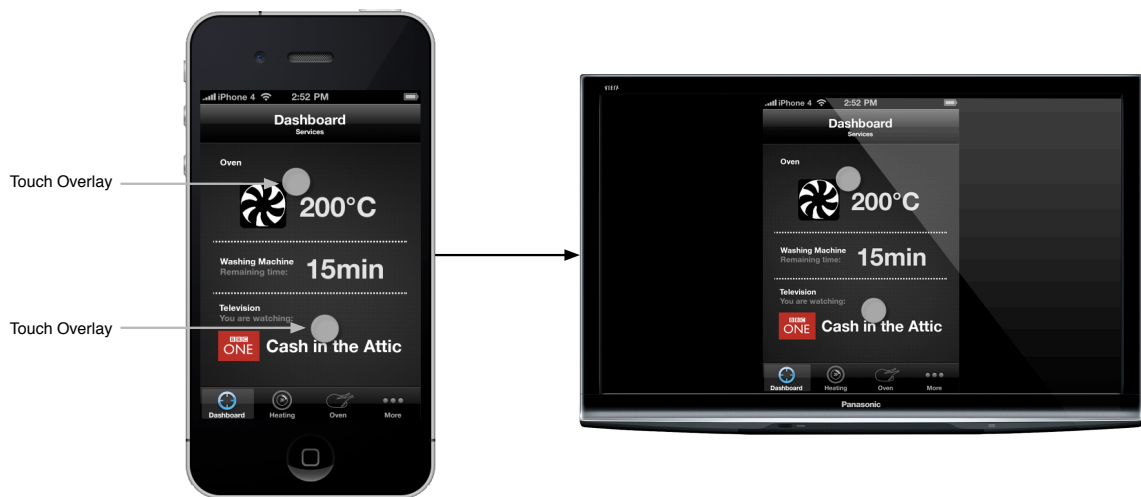 Touch Overlay
Touch Overlay
iPhone 4 2:52 PM
Dashboard
Services
Oven
200°C
Washing Machine
Remaining time:
15min
Television
You are watching:
BBC
ONE
Cash in the Attic
Dashboard Heating Oven More
VIERA
iPhone 4 2:52 PM
Dashboard
Services
Oven
200°C
Washing Machine
Remaining time:
15min
Television
You are watching:
BBC
ONE
Cash in the Attic
Dashboard Heating Oven More
Panasonic